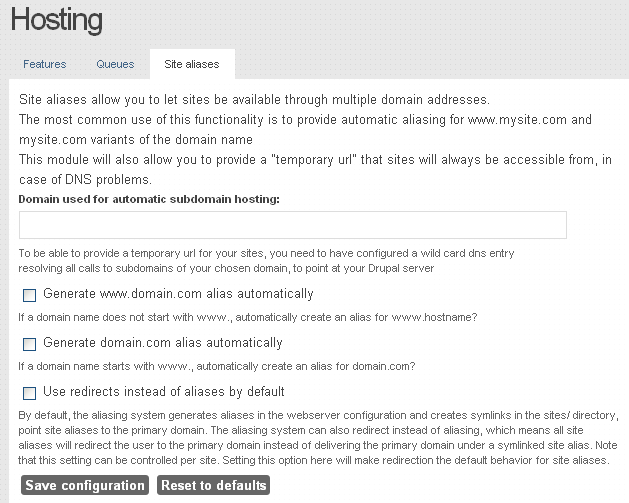 Hosting
Features
Queues
Site aliases
Site aliases allow you to let sites be available through multiple domain addresses.
The most common use of this functionality is to provide automatic aliasing for www.mysite.com and
mysite.com variants of the domain name
This module will also allow you to provide a "temporary url" that sites will always be accessible from, in
case of DNS problems.
Domain used for automatic subdomain hosting:
To be able to provide a temporary url for your sites, you need to have configured a wild card dns entry
resolving all calls to subdomains of your chosen domain, to point at your Drupal server
Generate www.domain.com alias automatically
If a domain name does not start with www., automatically create an alias for www.hostname?
Generate domain.com alias automatically
If a domain name starts with www., automatically create an alias for domain.com?
Use redirects instead of aliases by default
By default, the aliasing system generates aliases in the webserver configuration and creates symlinks in the sites/ directory,
point site aliases to the primary domain. The aliasing system can also redirect instead of aliasing, which means all site
aliases will redirect the user to the primary domain instead of delivering the primary domain under a symlinked site alias. Note
that this setting can be controlled per site. Setting this option here will make redirection the default behavior for site aliases.
Save configuration
Reset to defaults